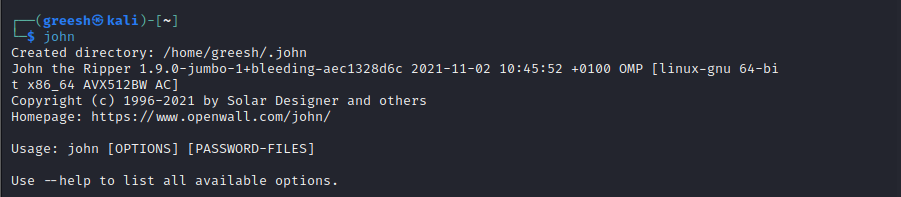 ┌──(greesh㉿kali)-[~]
└─$ john
Created directory: /home/greesh/.john
John the Ripper 1.9.0-jumbo-1+bleeding-aec1328d6c 2021-11-02 10:45:52 +0100 OMP [linux-gnu 64-bi
t x86_64 AVX512BW AC]
Copyright (c) 1996-2021 by Solar Designer and others
Homepage: https://www.openwall.com/john/
Usage: john [OPTIONS] [PASSWORD-FILES]
Use --help to list all available options.